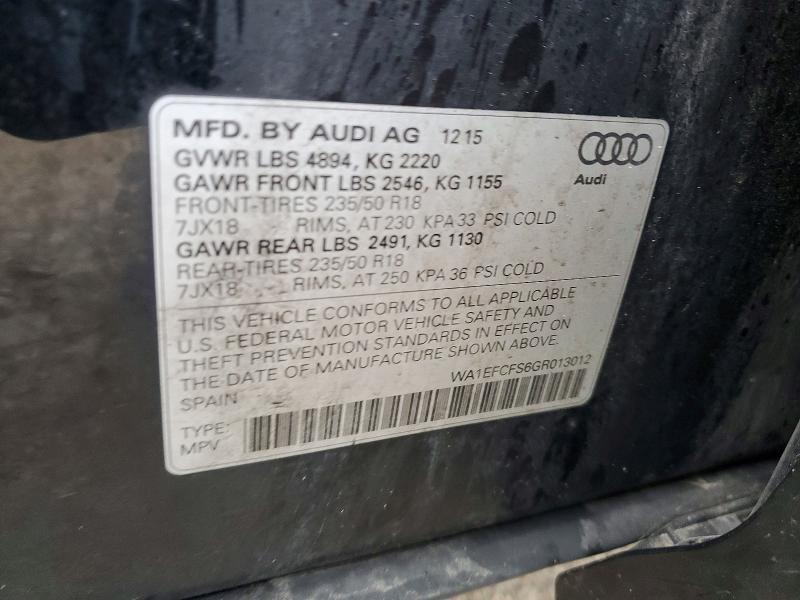 MFD. BY AUDI AG 12 15
GVWR LBS 4894, KG 2220
GAWR FRONT LBS 2546, KG 1155
FRONT-TIRES 235/50 R18
7JX18 RIMS, AT 230 KPA 33 PSI COLD
GAWR REAR LBS 2491, KG 1130
REAR-TIRES 235/50 R18
7JX18 RIMS, AT 250 KPA 36 PSI COLD
Audi
THIS VEHICLE CONFORMS TO ALL APPLICABLE
U.S. FEDERAL MOTOR VEHICLE SAFETY AND
THEFT PREVENTION STANDARDS IN EFFECT ON
THE DATE OF MANUFACTURE SHOWN ABOVE.
SPAIN WA1EFCFS6GR013012
TYPE:
MPV